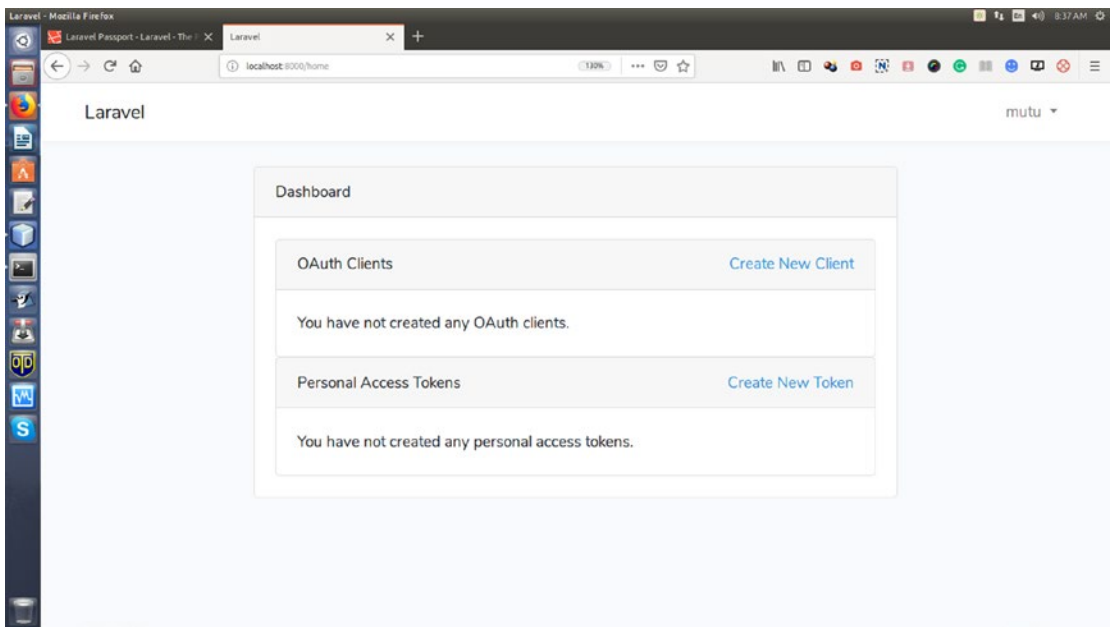 Laravel - Mozilla Firefox
8:37 AM
Laravel Passport - Laravel - The
Laravel
localhost:8000/home
130%
Laravel
mutu
Dashboard
OAuth Clients
Create New Client
You have not created any OAuth clients.
Personal Access Tokens
Create New Token
You have not created any personal access tokens.